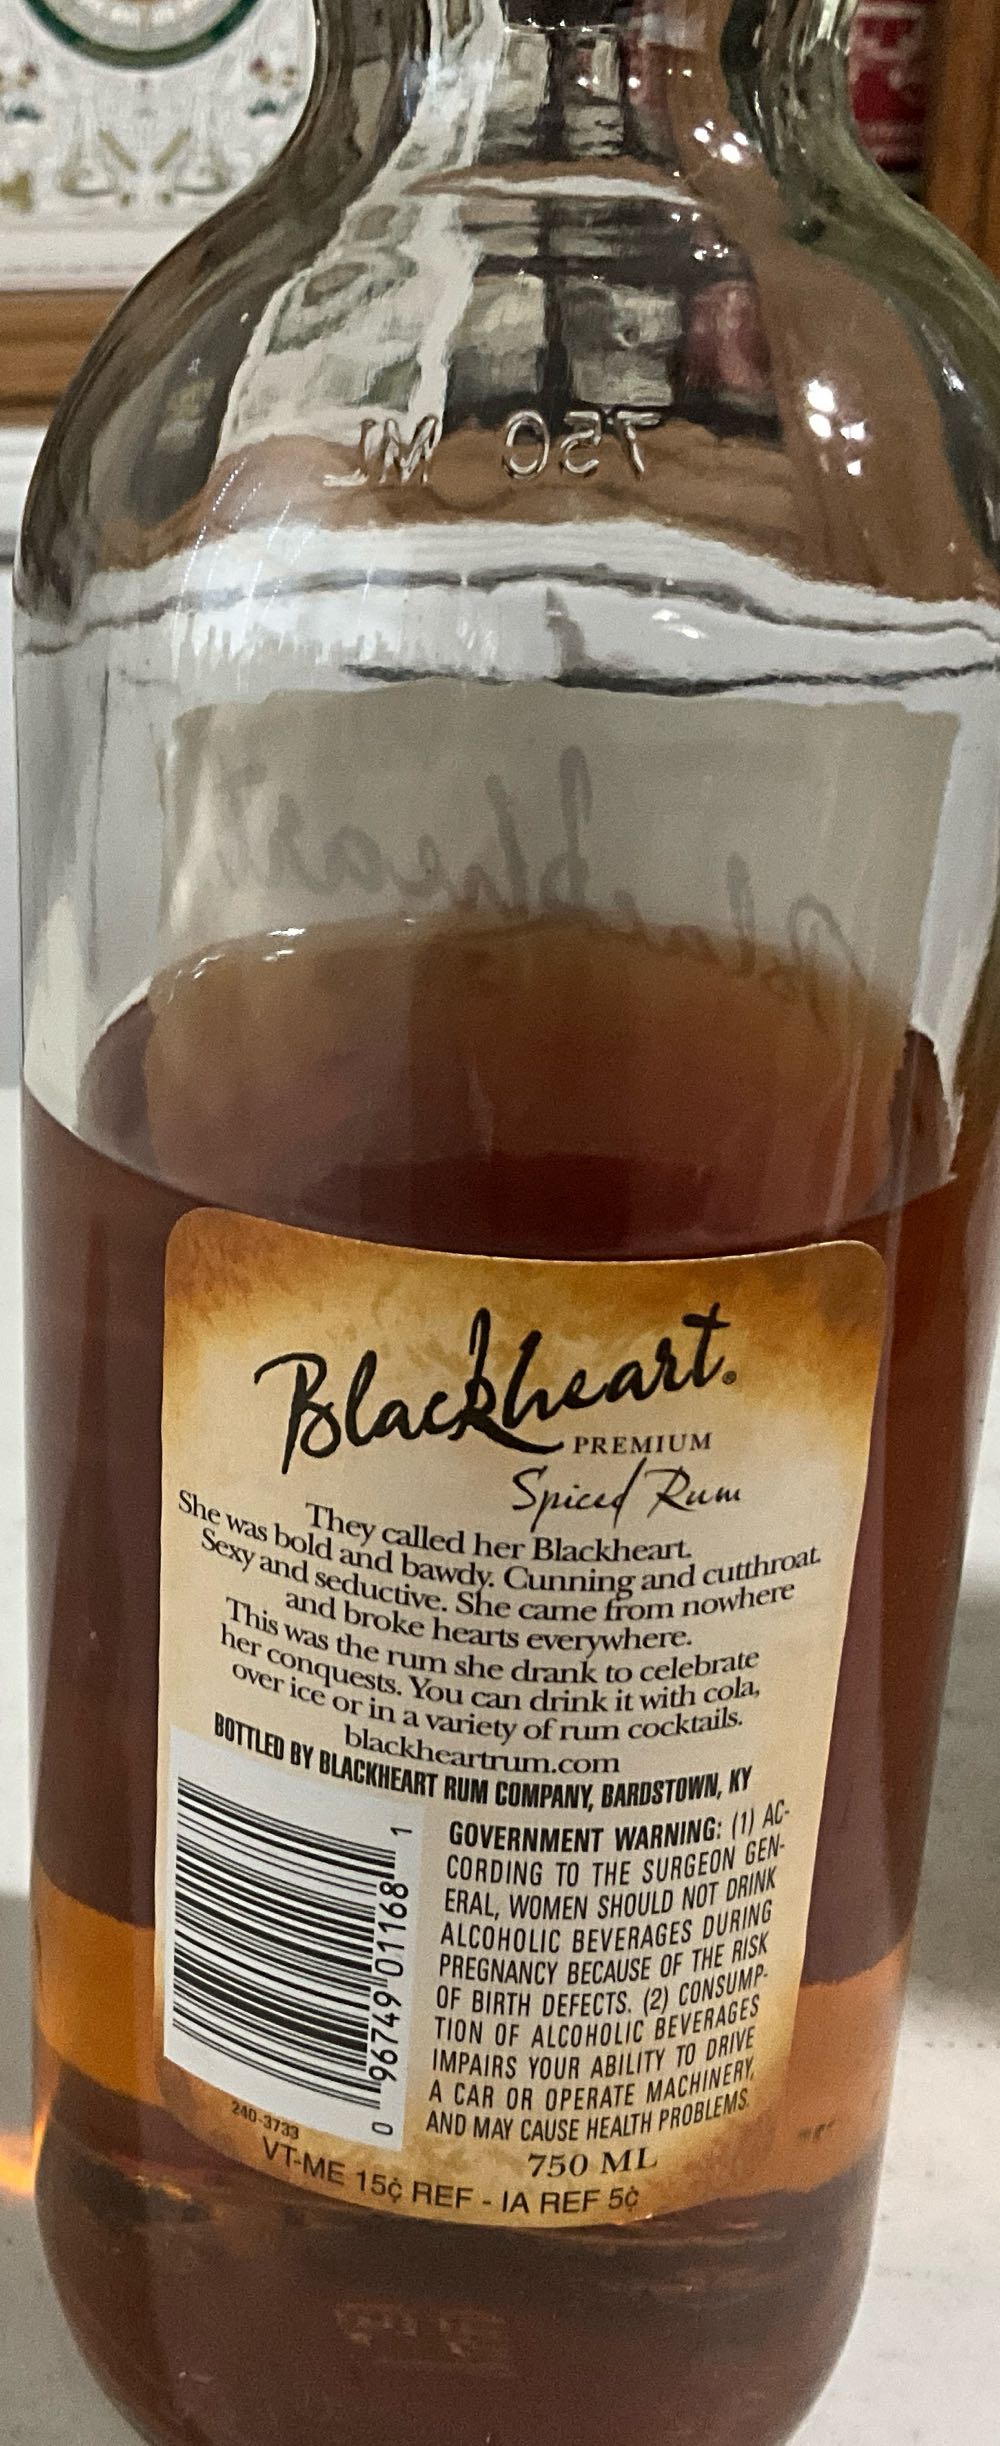 750 ML
Blackheart
Blackheart®
PREMIUM
Spiced Rum
They called her Blackheart.
She was bold and bawdy. Cunning and cutthroat.
Sexy and seductive. She came from nowhere
and broke hearts everywhere.
This was the rum she drank to celebrate
her conquests. You can drink it with cola,
over ice or in a variety of rum cocktails.
blackheartrum.com
BOTTLED BY BLACKHEART RUM COMPANY, BARDSTOWN, KY
0 96749 01168 1
GOVERNMENT WARNING: (1) AC-
CORDING TO THE SURGEON GEN-
ERAL, WOMEN SHOULD NOT DRINK
ALCOHOLIC BEVERAGES DURING
PREGNANCY BECAUSE OF THE RISK
OF BIRTH DEFECTS. (2) CONSUMP-
TION OF ALCOHOLIC BEVERAGES
IMPAIRS YOUR ABILITY TO DRIVE
A CAR OR OPERATE MACHINERY,
AND MAY CAUSE HEALTH PROBLEMS.
240-3733
750 ML
VT-ME 15¢ REF - IA REF 5¢